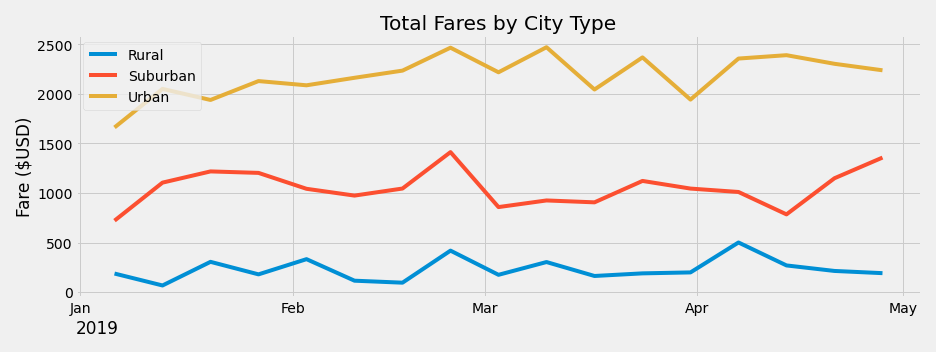 Total Fares by City Type
Rural
Suburban
Urban
Fare ($USD)
2500
2000
1500
1000
500
0
Jan Feb Mar Apr May
2019